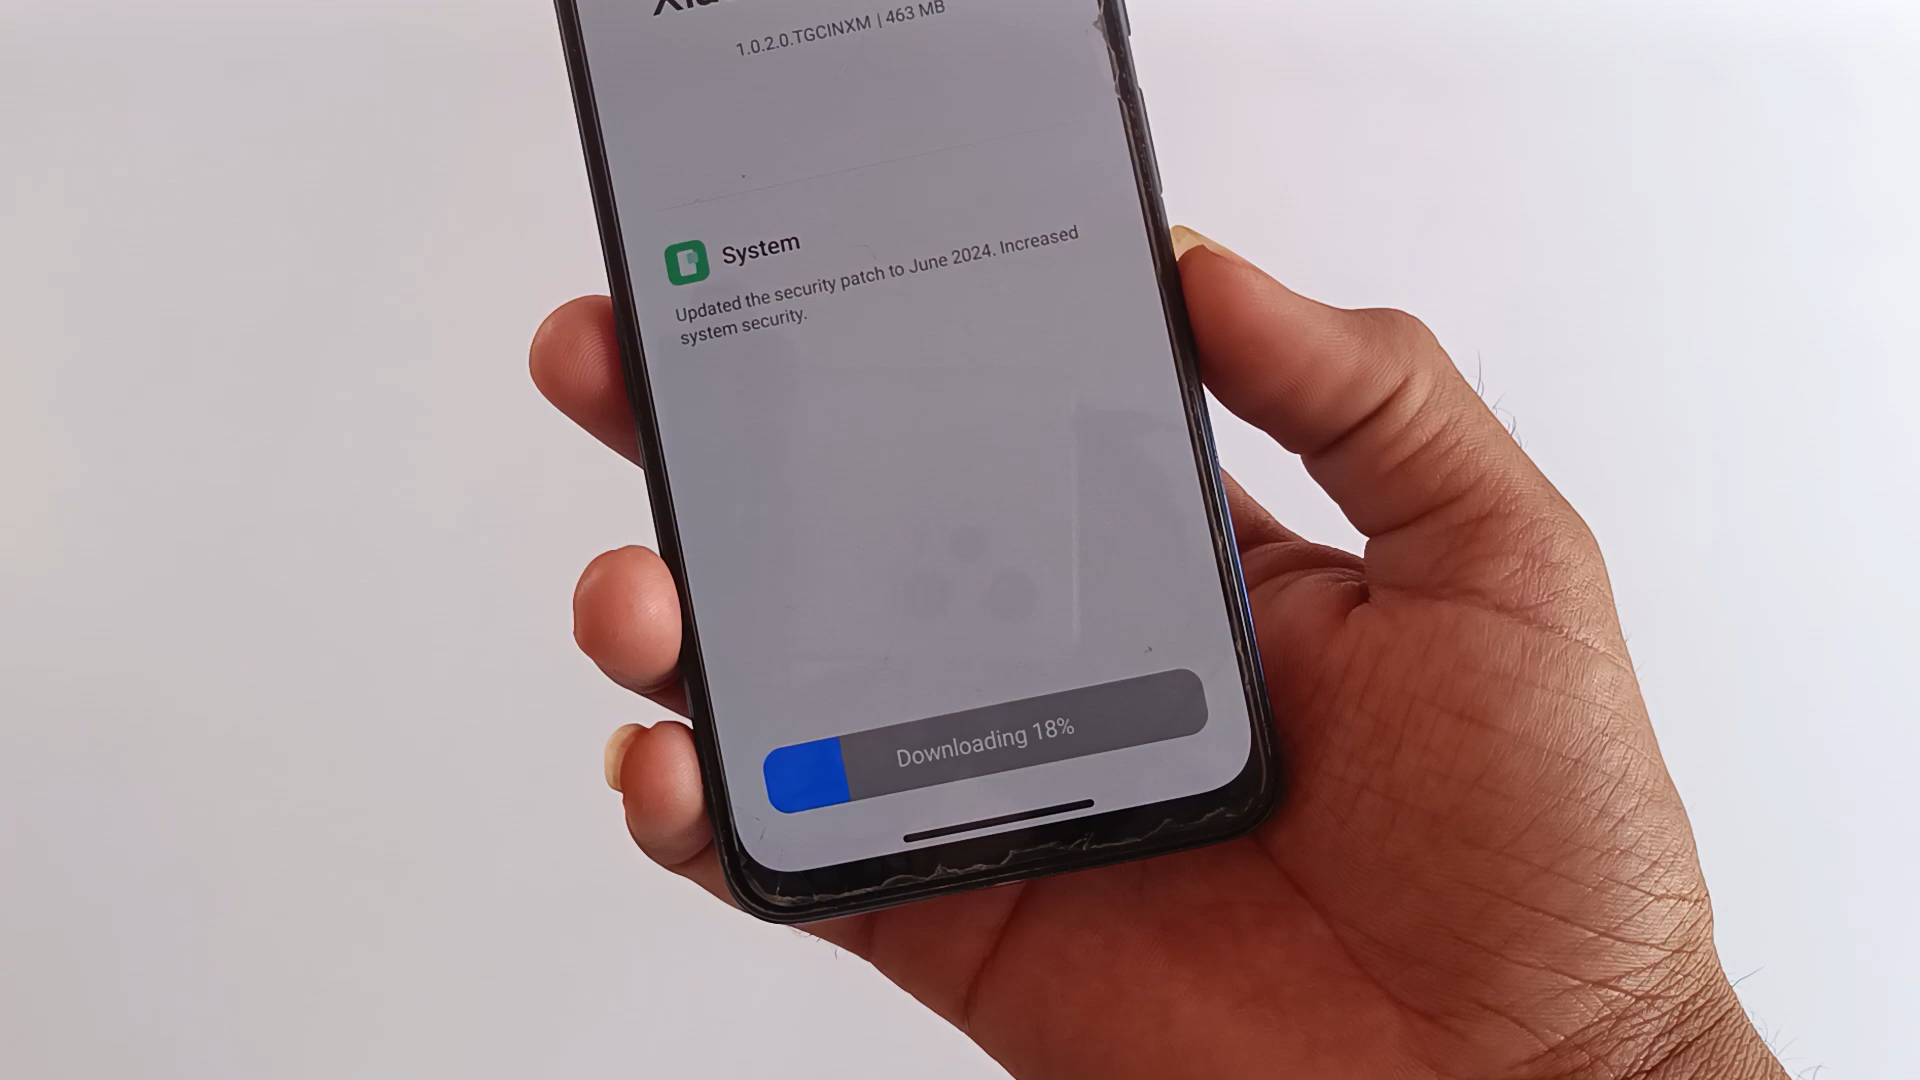 1.0.2.0.TGCINXM | 463 MB
System
Updated the security patch to June 2024. Increased
system security.
Downloading 18%